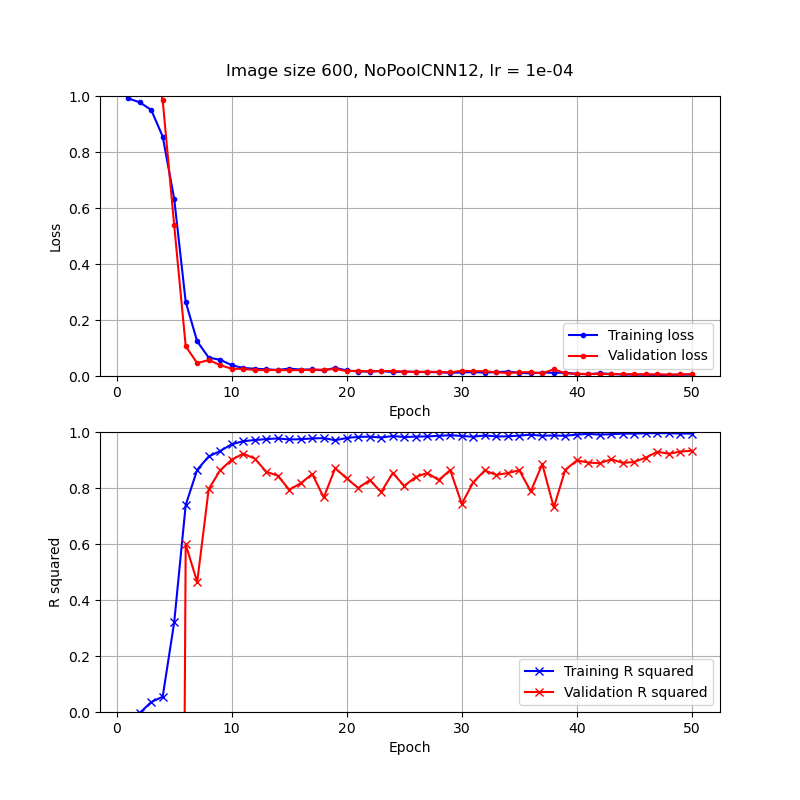 Image size 600, NoPoolCNN12, lr = 1e-04
1.0
0.8
0.6
0.4
0.2
0.0
Loss
Training loss
Validation loss
0 10 20 30 40 50
Epoch
1.0
0.8
0.6
0.4
0.2
0.0
R squared
Training R squared
Validation R squared
0 10 20 30 40 50
Epoch